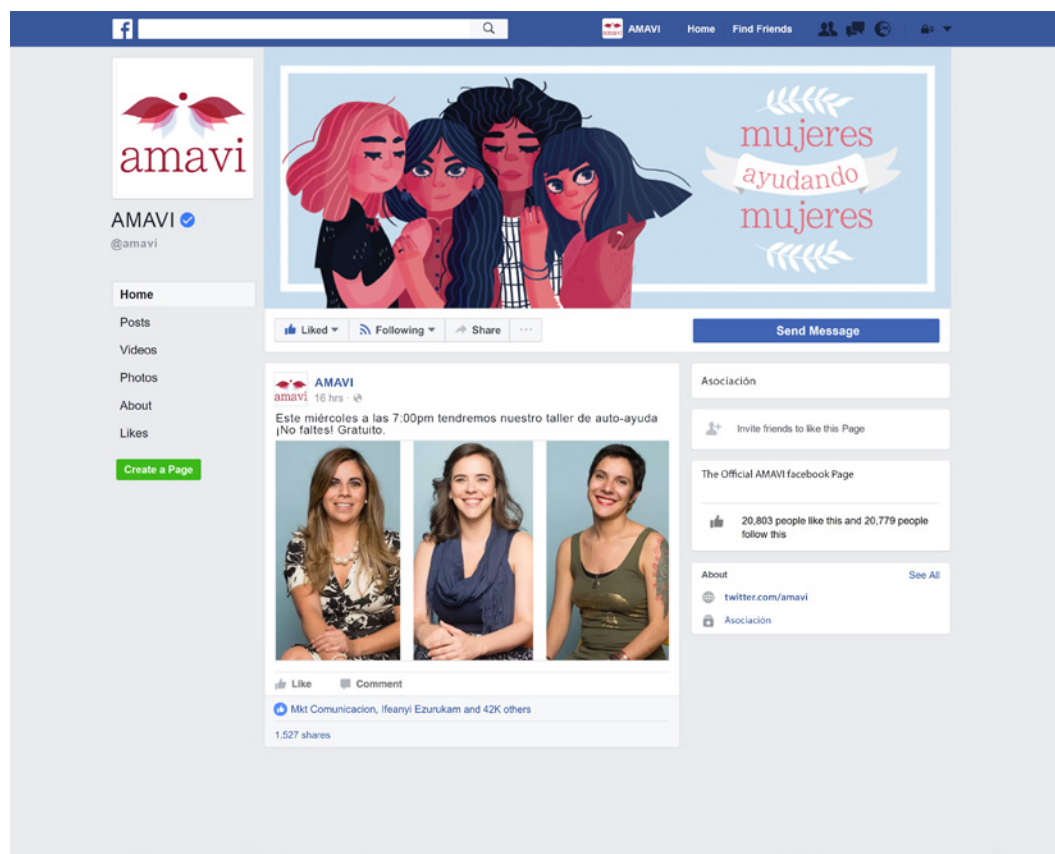 f
amavi AMAVI Home Find Friends
amavi
AMAVI
@amavi
Home
Posts
Videos
Photos
About
Likes
Create a Page
mujeres
ayudando
mujeres
Liked Following Share ...
Send Message
AMAVI
amavi 16 hrs ·
Este miércoles a las 7:00pm tendremos nuestro taller de auto-ayuda
¡No faltes! Gratuito.
Like Comment
Mkt Comunicacion, Ifeanyi Ezurukam and 42K others
1,527 shares
Asociación
Invite friends to like this Page
The Official AMAVI facebook Page
20,803 people like this and 20,779 people
follow this
About See All
twitter.com/amavi
Asociación